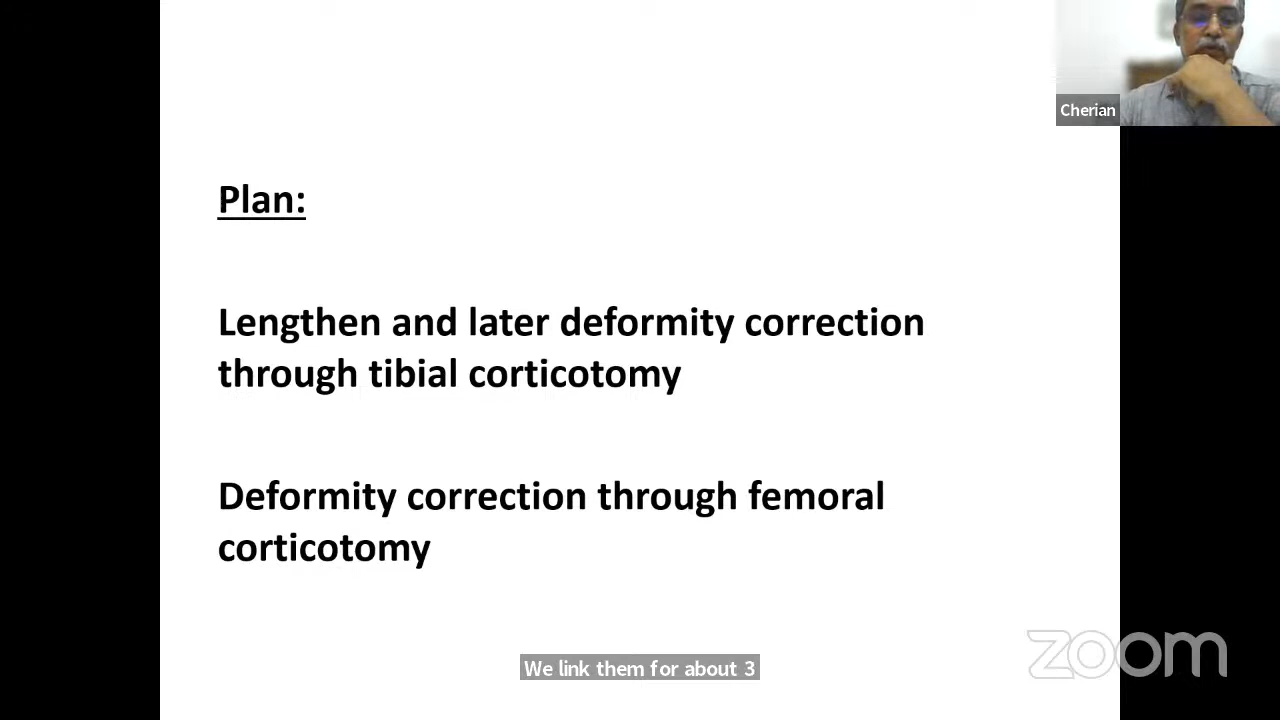 Cherian
Plan:
Lengthen and later deformity correction
through tibial corticotomy
Deformity correction through femoral
corticotomy
We link them for about 3
zoom